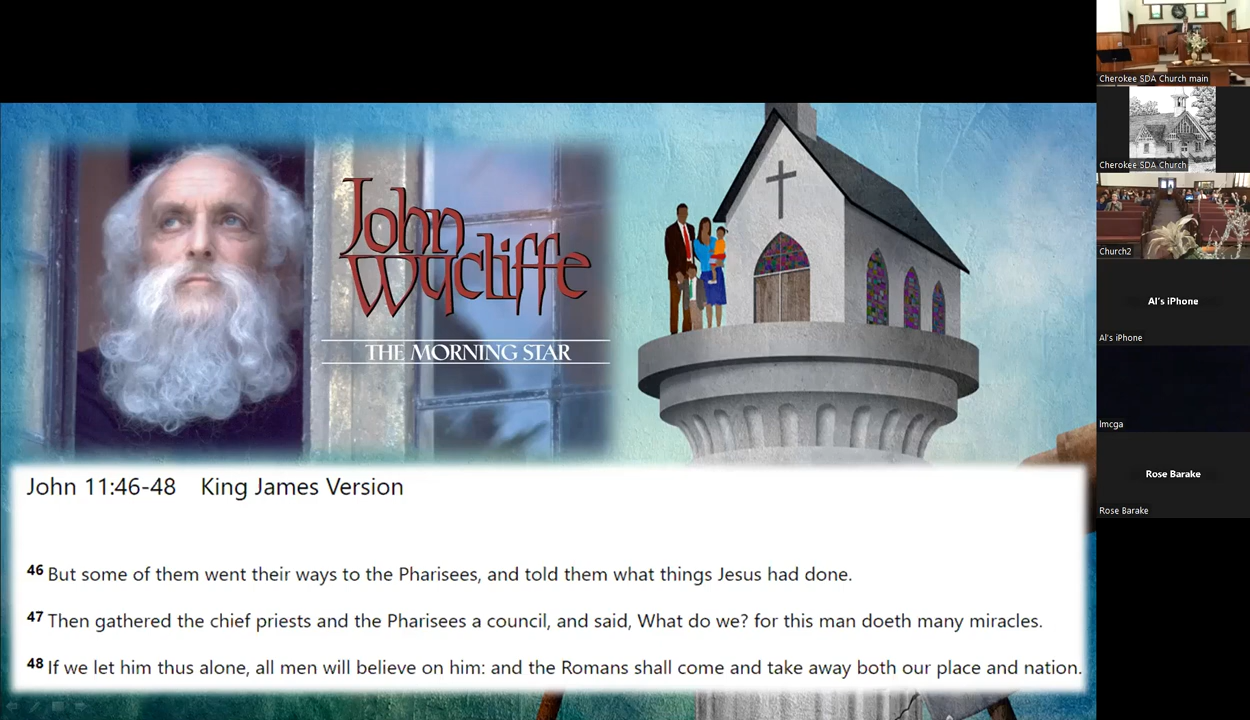 John
Wycliffe
THE MORNING STAR
John 11:46-48 King James Version
46 But some of them went their ways to the Pharisees, and told them what things Jesus had done.
47 Then gathered the chief priests and the Pharisees a council, and said, What do we? for this man doeth many miracles.
48 If we let him thus alone, all men will believe on him: and the Romans shall come and take away both our place and nation.
Cherokee SDA Church main
Cherokee SDA Church
Church2
Al's iPhone
Al's iPhone
lmcga
Rose Barake
Rose Barake